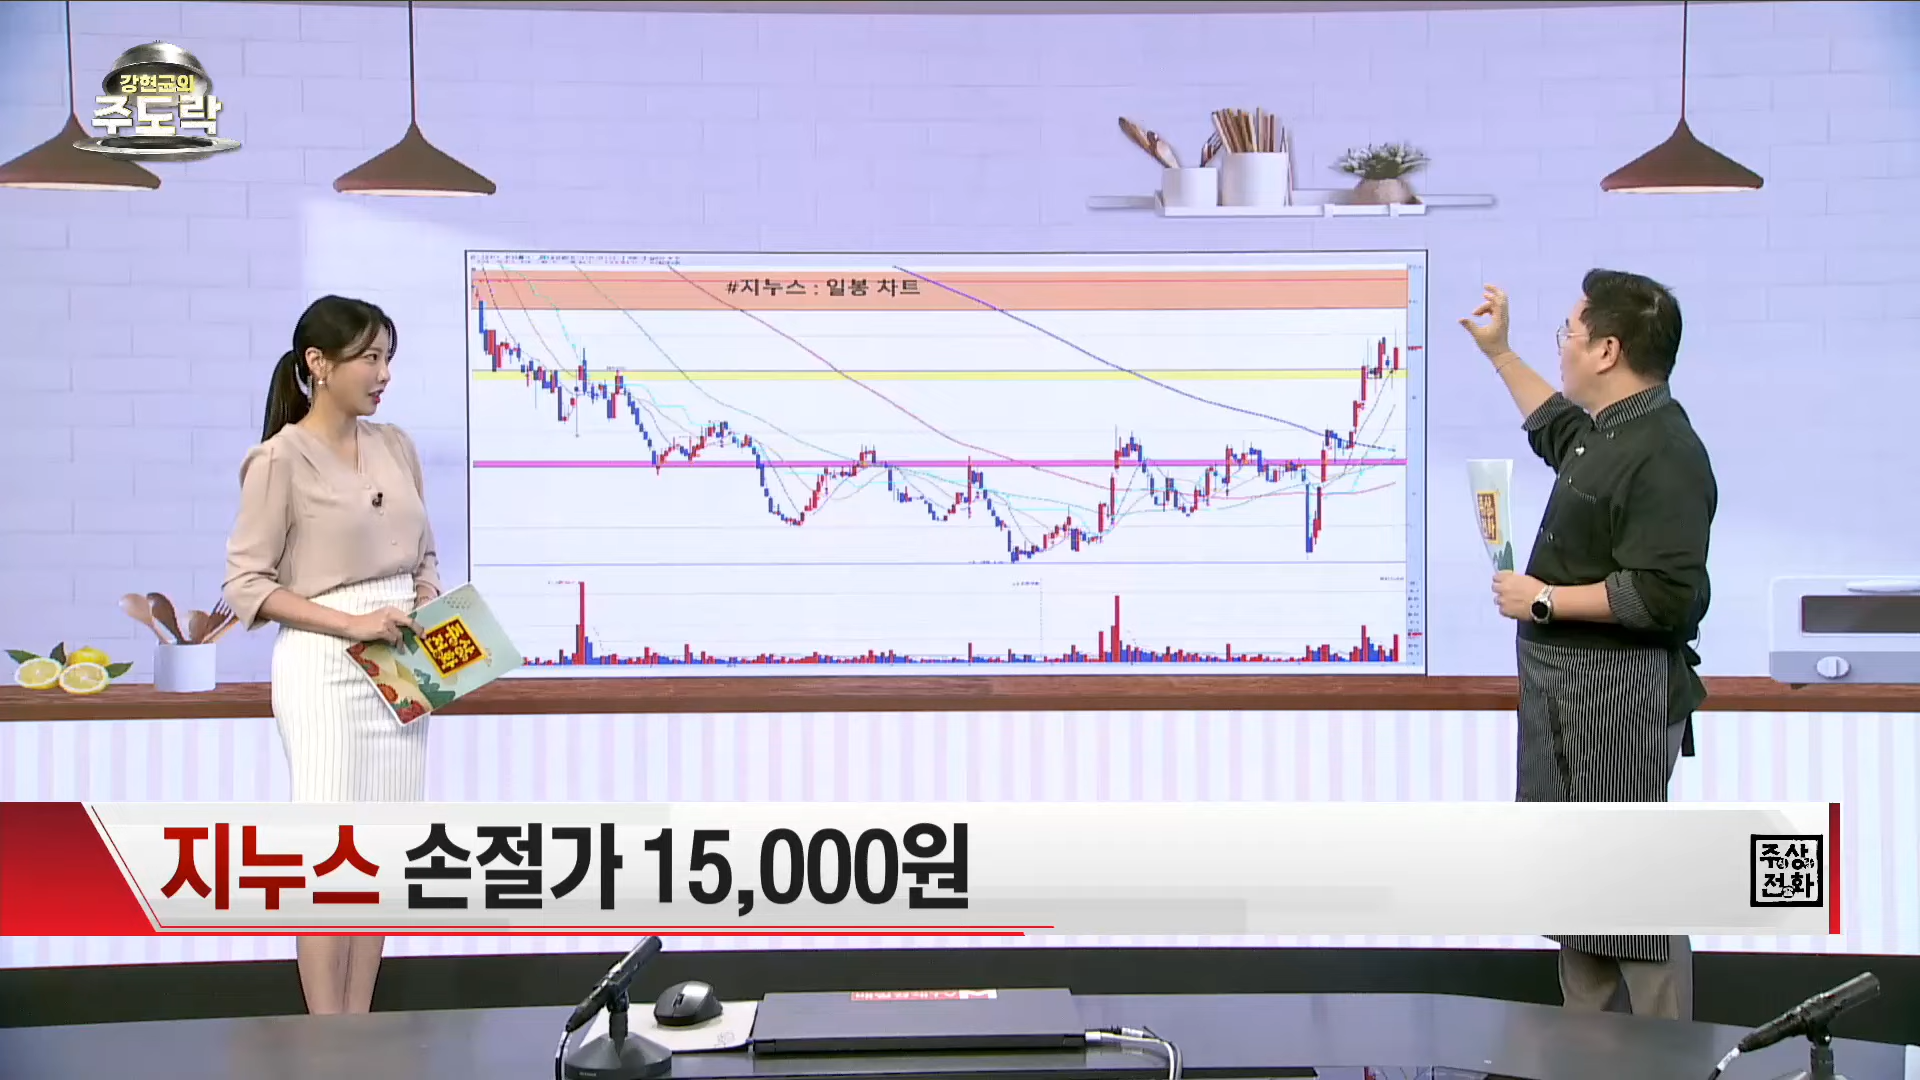 강현균의
주도락
#지누스 : 일봉 차트
지누스 손절가 15,000원
주상
전화